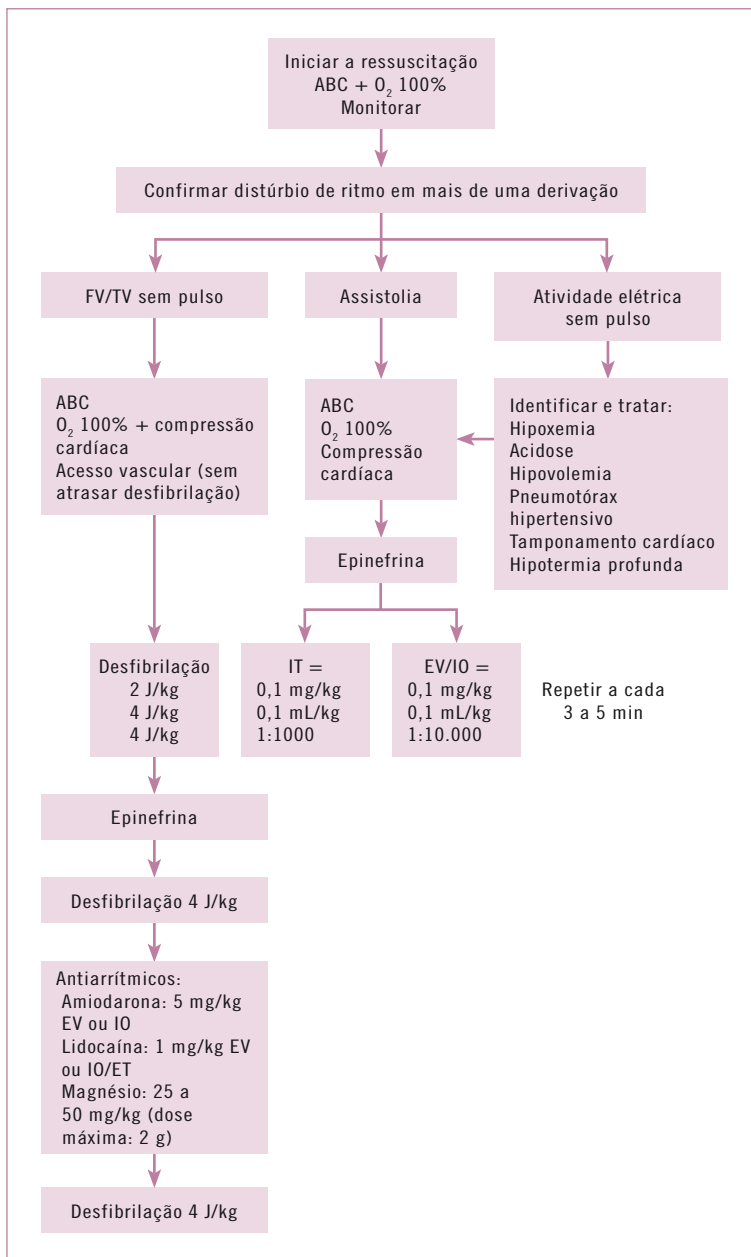 Iniciar a ressuscitação
ABC + O₂ 100%
Monitorar
Confirmar distúrbio de ritmo em mais de uma derivação
FV/TV sem pulso
Assistolia
Atividade elétrica
sem pulso
ABC
O₂ 100% + compressão
cardíaca
Acesso vascular (sem
atrasar desfibrilação)
ABC
O₂ 100%
Compressão
cardíaca
Identificar e tratar:
Hipoxemia
Acidose
Hipovolemia
Pneumotórax
hipertensivo
Tamponamento cardíaco
Hipotermia profunda
Epinefrina
Desfibrilação
2 J/kg
4 J/kg
4 J/kg
IT =
0,1 mg/kg
0,1 mL/kg
1:1000
EV/IO =
0,1 mg/kg
0,1 mL/kg
1:10.000
Repetir a cada
3 a 5 min
Epinefrina
Desfibrilação 4 J/kg
Antiarrítmicos:
Amiodarona: 5 mg/kg
EV ou IO
Lidocaína: 1 mg/kg EV
ou IO/ET
Magnésio: 25 a
50 mg/kg (dose
máxima: 2 g)
Desfibrilação 4 J/kg